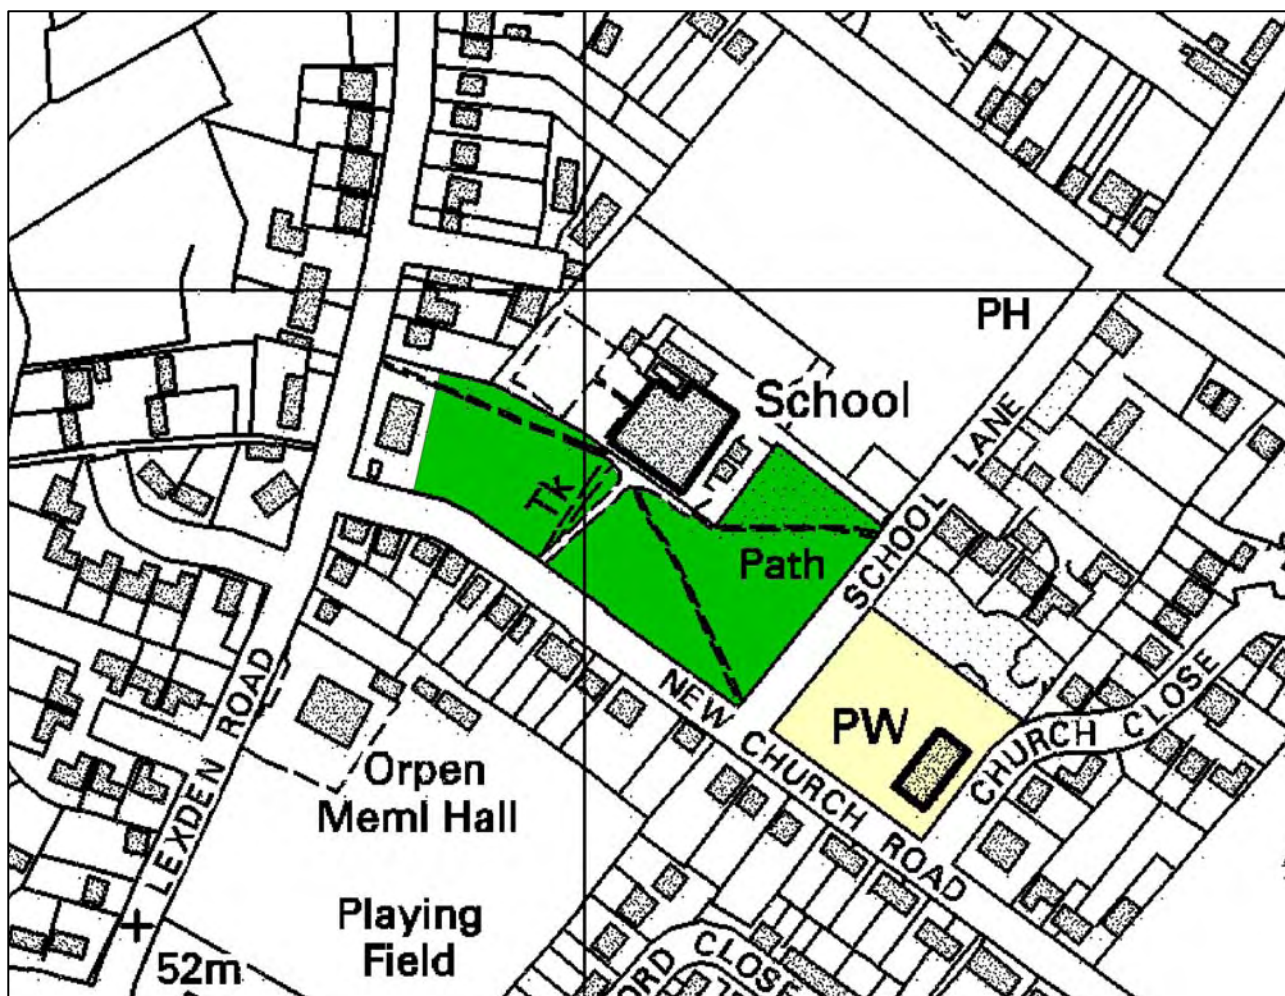 PH
School
SCHOOL LANE
Tk
Path
NEW CHURCH ROAD
PW
CHURCH CLOSE
LEXDEN ROAD
Orpen
Meml Hall
Playing
Field
52m
CLOSE